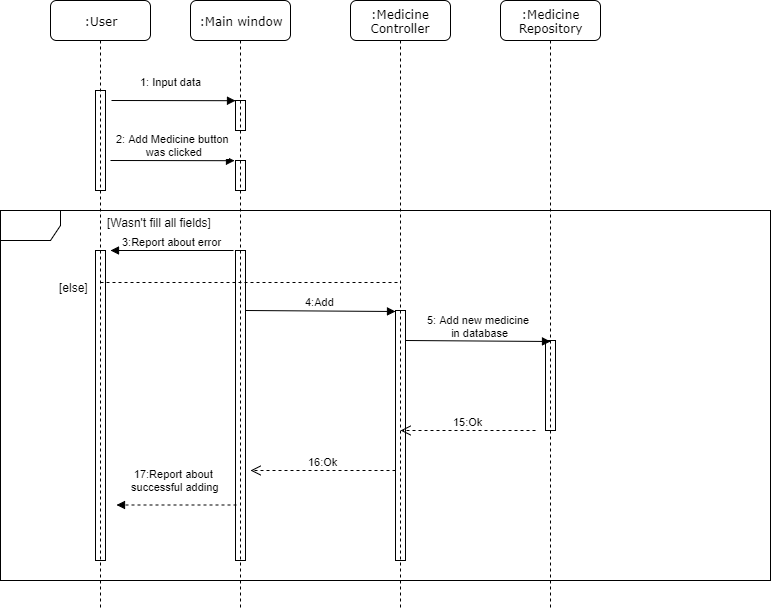 :User
:Main window
:Medicine
Controller
:Medicine
Repository
1: Input data
2: Add Medicine button
was clicked
[Wasn't fill all fields]
3:Report about error
[else]
4:Add
5: Add new medicine
in database
15:Ok
16:Ok
17:Report about
successful adding